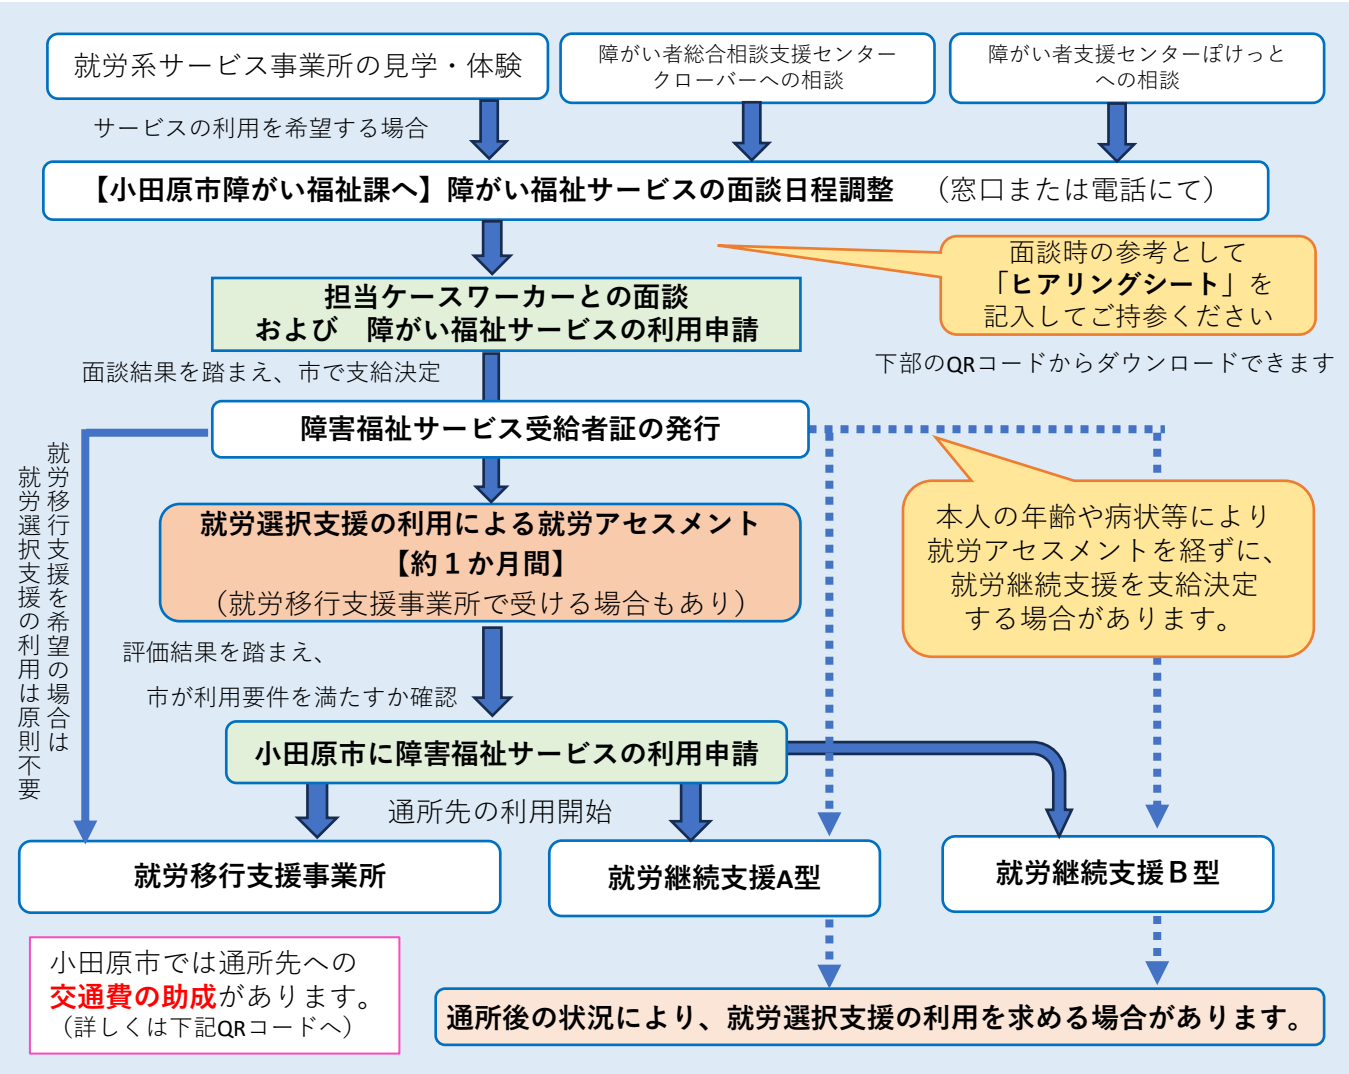 就労系サービス事業所の見学・体験
障がい者総合相談支援センター
クローバーへの相談
障がい者支援センターぽけっと
への相談
サービスの利用を希望する場合
【小田原市障がい福祉課へ】障がい福祉サービスの面談日程調整　（窓口または電話にて）
面談時の参考として
「ヒアリングシート」を
記入してご持参ください
担当ケースワーカーとの面談
および　障がい福祉サービスの利用申請
下部のQRコードからダウンロードできます
面談結果を踏まえ、市で支給決定
障害福祉サービス受給者証の発行
就労移行支援を希望の場合は
就労選択支援の利用は原則不要
就労選択支援の利用による就労アセスメント
【約１か月間】
（就労移行支援事業所で受ける場合もあり）
本人の年齢や病状等により
就労アセスメントを経ずに、
就労継続支援を支給決定
する場合があります。
評価結果を踏まえ、
市が利用要件を満たすか確認
小田原市に障害福祉サービスの利用申請
通所先の利用開始
就労移行支援事業所
就労継続支援A型
就労継続支援Ｂ型
小田原市では通所先への
交通費の助成があります。
（詳しくは下記QRコードへ）
通所後の状況により、就労選択支援の利用を求める場合があります。